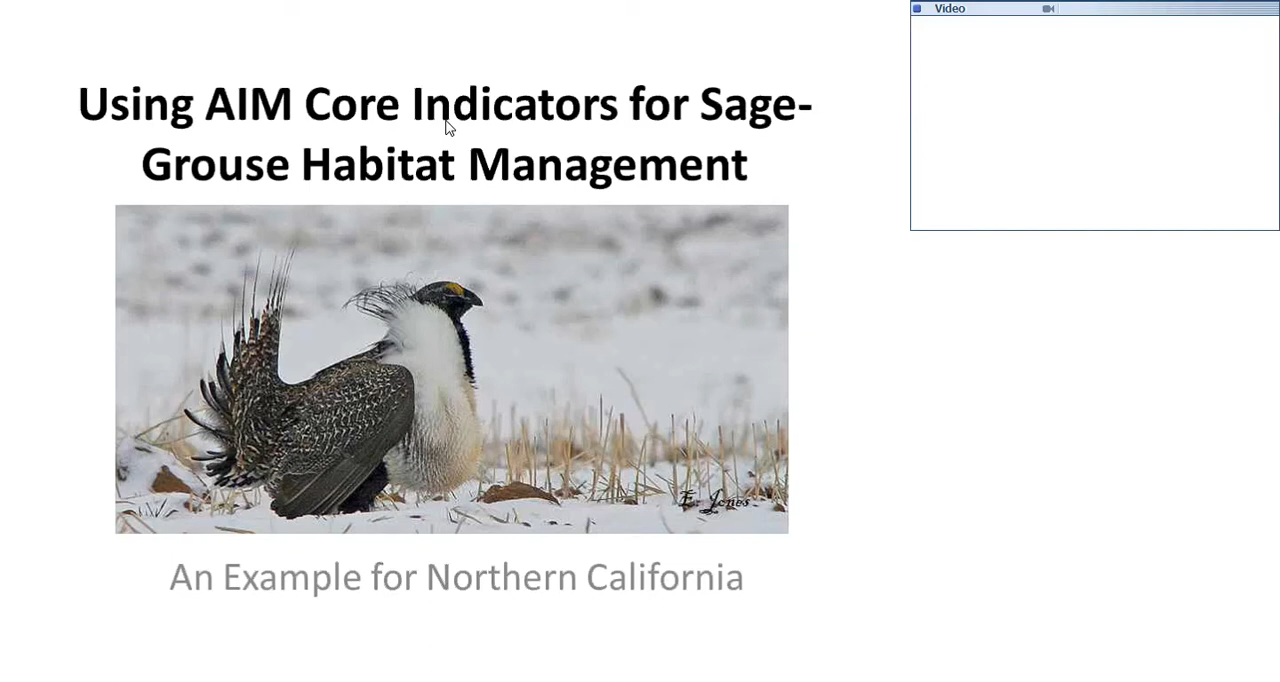 Video
Using AIM Core Indicators for Sage-
Grouse Habitat Management
E. Jones
An Example for Northern California